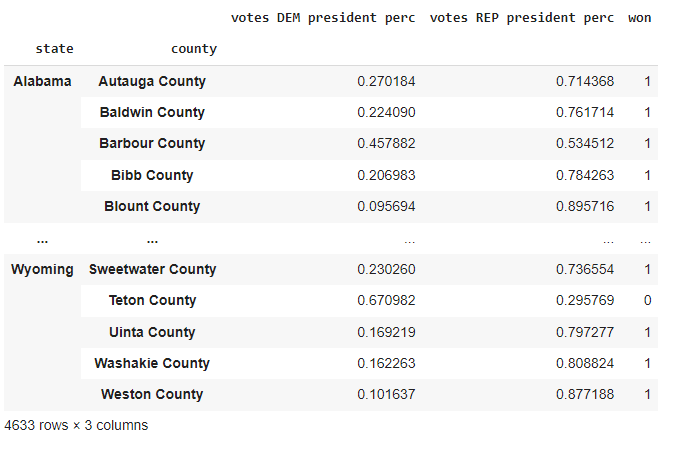 votes DEM president perc votes REP president perc won
state county
Alabama Autauga County 0.270184 0.714368 1
Baldwin County 0.224090 0.761714 1
Barbour County 0.457882 0.534512 1
Bibb County 0.206983 0.784263 1
Blount County 0.095694 0.895716 1
... ... ... ... ...
Wyoming Sweetwater County 0.230260 0.736554 1
Teton County 0.670982 0.295769 0
Uinta County 0.169219 0.797277 1
Washakie County 0.162263 0.808824 1
Weston County 0.101637 0.877188 1
4633 rows × 3 columns